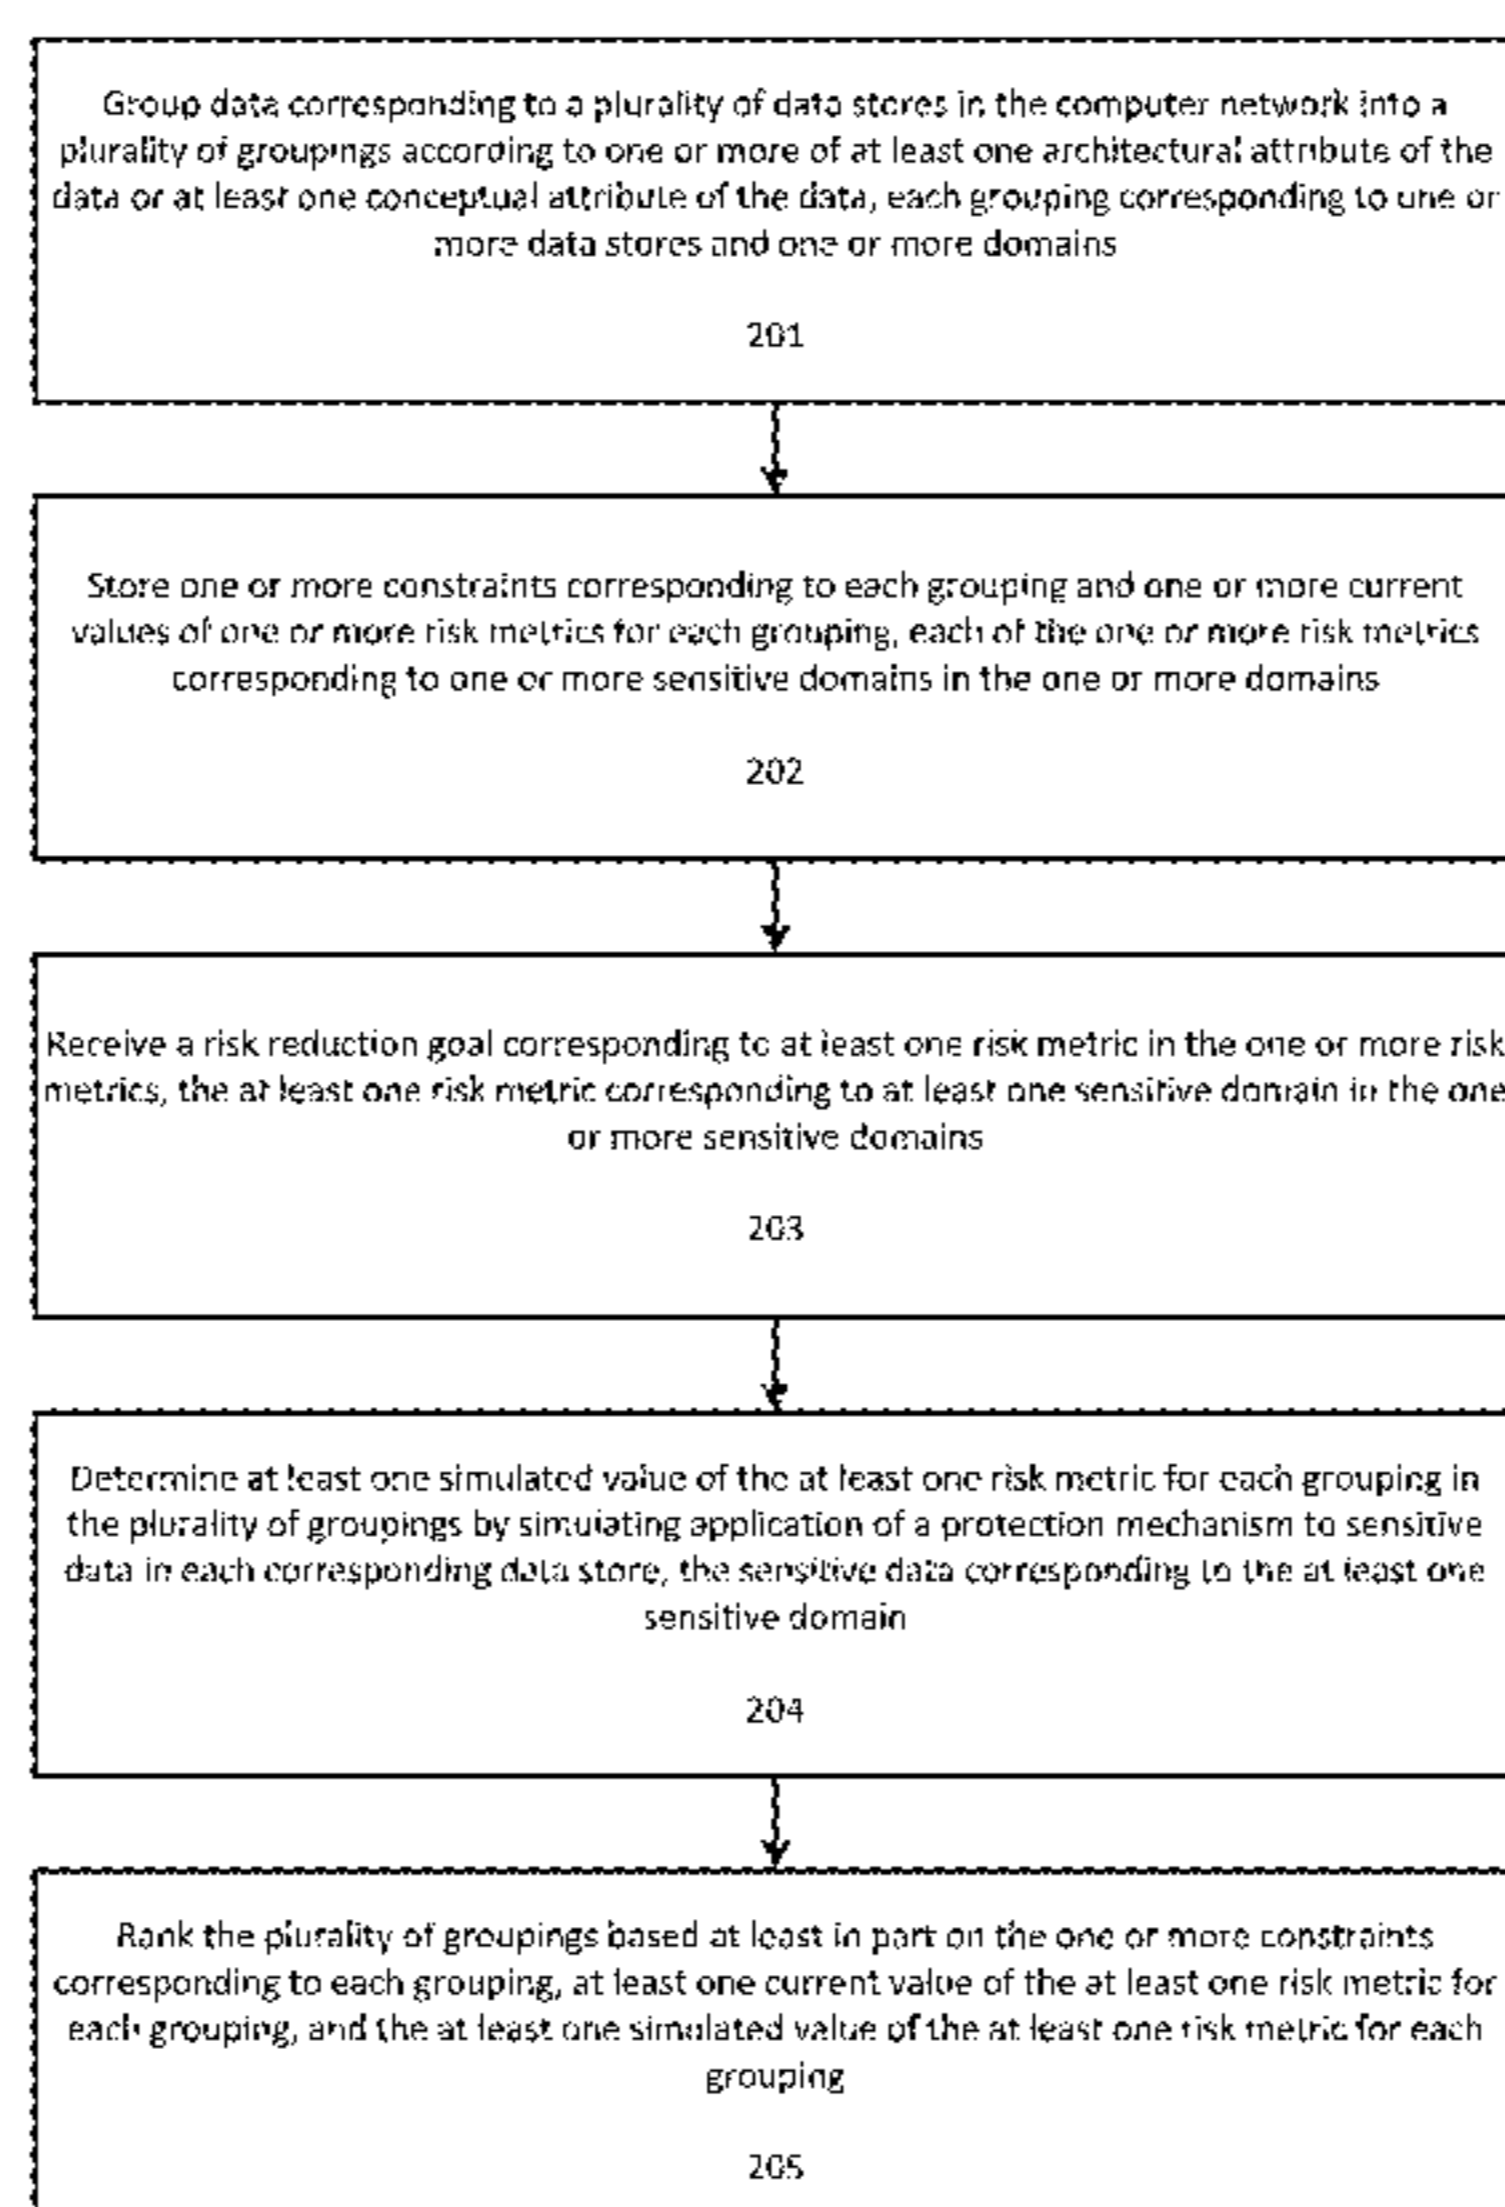 Group data corresponding to a plurality of data stores in the computer network into a
plurality of groupings according to one or more of at least one architectural attribute of the
data or at least one conceptual attribute of the data, each grouping corresponding to one or
more data stores and one or more domains
201
Store one or more constraints corresponding to each grouping and one or more current
values of one or more risk metrics for each grouping, each of the one or more risk metrics
corresponding to one or more sensitive domains in the one or more domains
202
Receive a risk reduction goal corresponding to at least one risk metric in the one or more risk
metrics, the at least one risk metric corresponding to at least one sensitive domain in the one
or more sensitive domains
203
Determine at least one simulated value of the at least one risk metric for each grouping in
the plurality of groupings by simulating application of a protection mechanism to sensitive
data in each corresponding data store, the sensitive data corresponding to the at least one
sensitive domain
204
Rank the plurality of groupings based at least in part on the one or more constraints
corresponding to each grouping, at least one current value of the at least one risk metric for
each grouping, and the at least one simulated value of the at least one risk metric for each
grouping
205